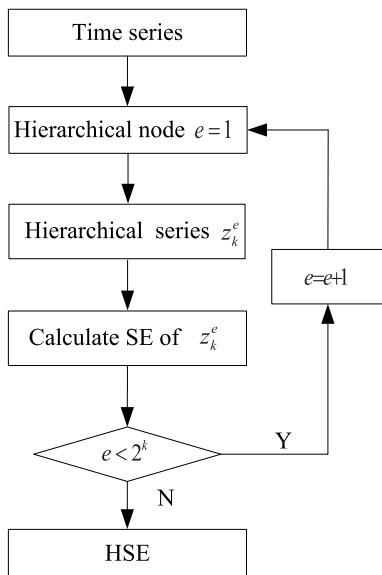 Time series
Hierarchical node e = 1
Hierarchical series z_k^e
e=e+1
Calculate SE of z_k^e
e < 2^k
Y
N
HSE